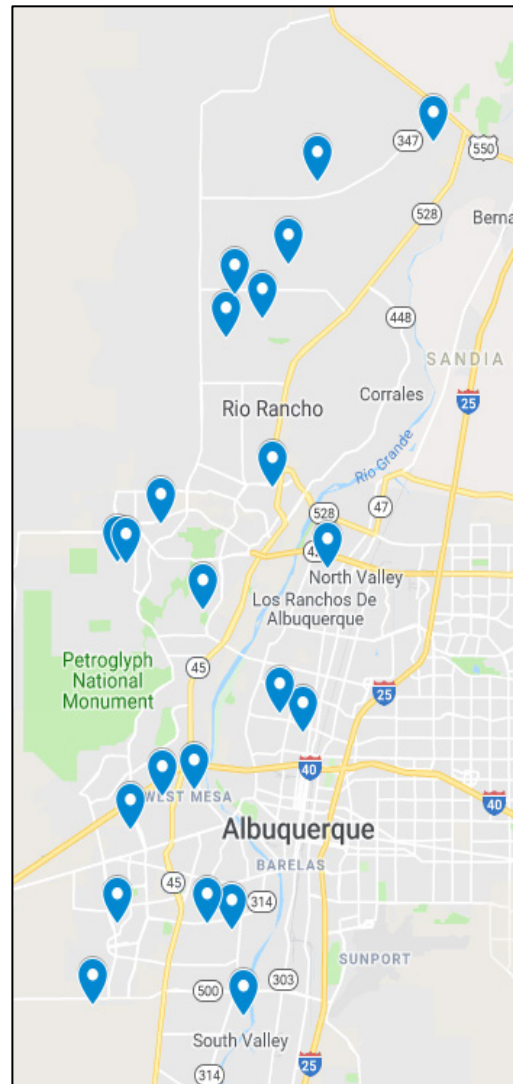 347
550
528
Berna
448
SANDIA
25
Corrales
Rio Rancho
Rio Grande
47
528
North Valley
Los Ranchos De
Albuquerque
Petroglyph
National
Monument
45
25
40
WEST MESA
40
Albuquerque
BARELAS
45
314
SUNPORT
303
500
South Valley
25
314